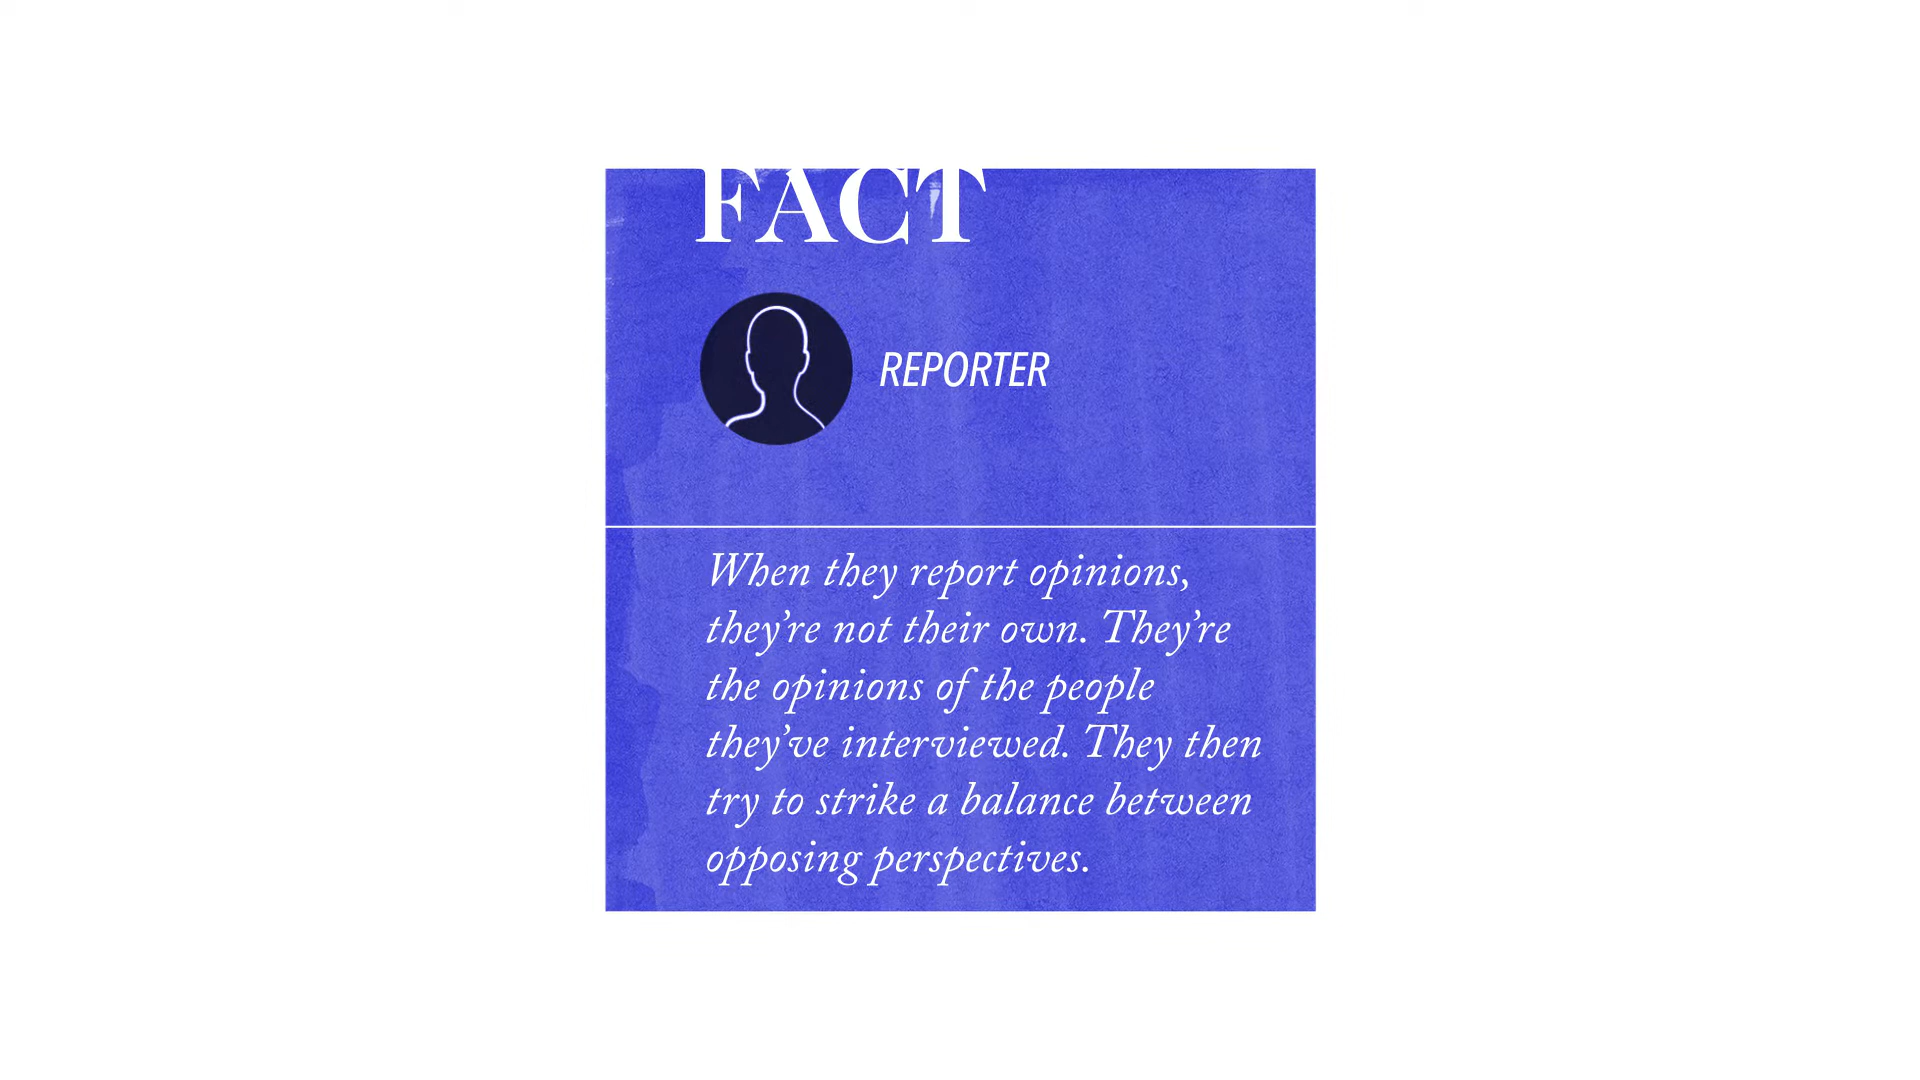 FACT
REPORTER
When they report opinions,
they’re not their own. They’re
the opinions of the people
they’ve interviewed. They then
try to strike a balance between
opposing perspectives.